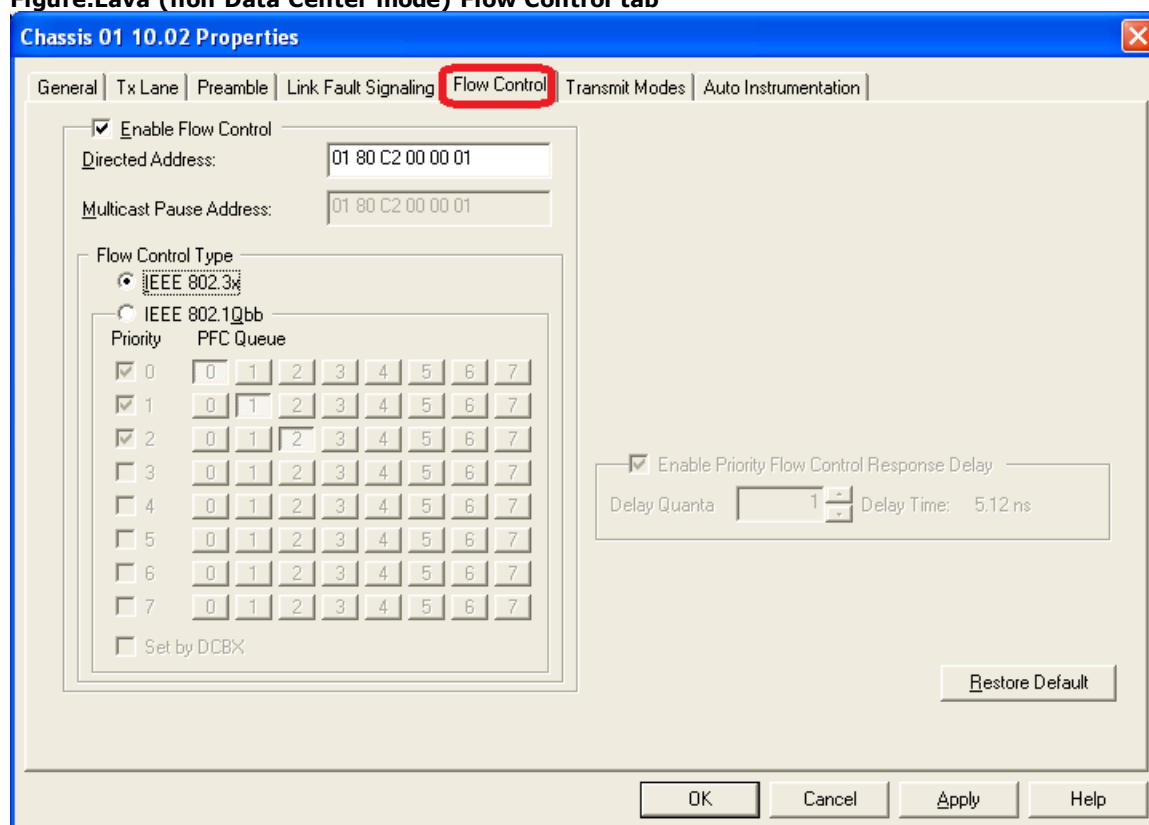 Figure:Lava (non Data Center mode) Flow Control tab
Chassis 01 10.02 Properties
General Tx Lane Preamble Link Fault Signaling Flow Control Transmit Modes Auto Instrumentation
Enable Flow Control
Directed Address: 01 80 C2 00 00 01
Multicast Pause Address: 01 80 C2 00 00 01
Flow Control Type
IEEE 802.3x
IEEE 802.1Qbb
Priority PFC Queue
0 0 1 2 3 4 5 6 7
1 0 1 2 3 4 5 6 7
2 0 1 2 3 4 5 6 7
3 0 1 2 3 4 5 6 7
4 0 1 2 3 4 5 6 7
5 0 1 2 3 4 5 6 7
6 0 1 2 3 4 5 6 7
7 0 1 2 3 4 5 6 7
Set by DCBX
Enable Priority Flow Control Response Delay
Delay Quanta 1 Delay Time: 5.12 ns
Restore Default
OK Cancel Apply Help